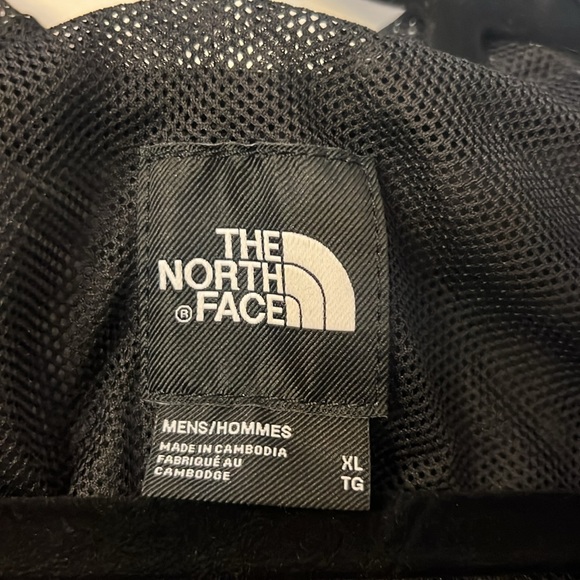 THE
NORTH
® FACE
MENS/HOMMES
MADE IN CAMBODIA
FABRIQUÉ AU
CAMBODGE
XL
TG